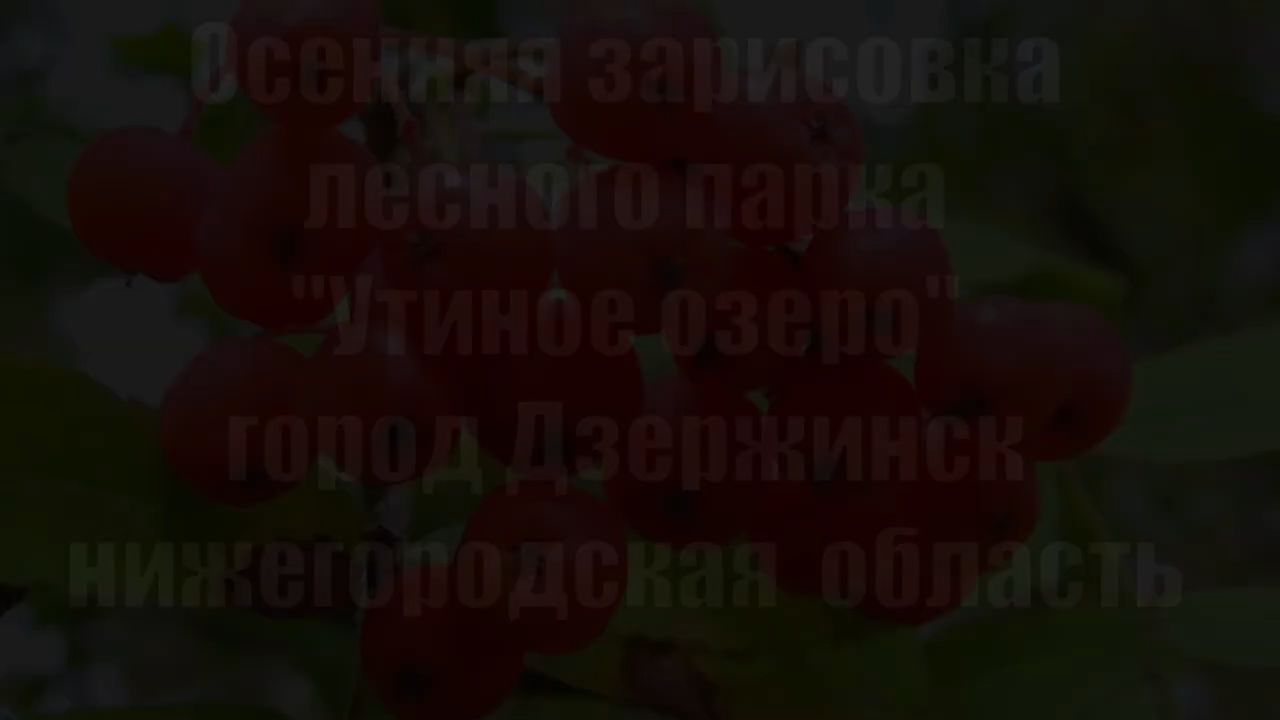 Осенняя зарисовка
лесного парка
"Утиное озеро"
город Дзержинск
нижегородская область